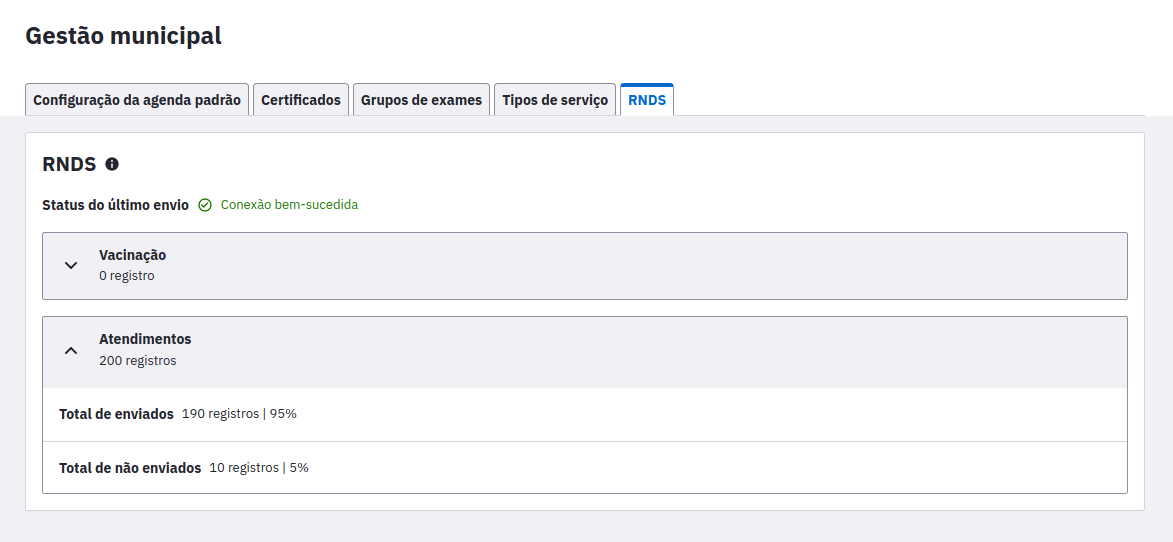 Gestão municipal
Configuração da agenda padrão Certificados Grupos de exames Tipos de serviço RNDS
RNDS
Status do último envio Conexão bem-sucedida
Vacinação
0 registro
Atendimentos
200 registros
Total de enviados 190 registros | 95%
Total de não enviados 10 registros | 5%